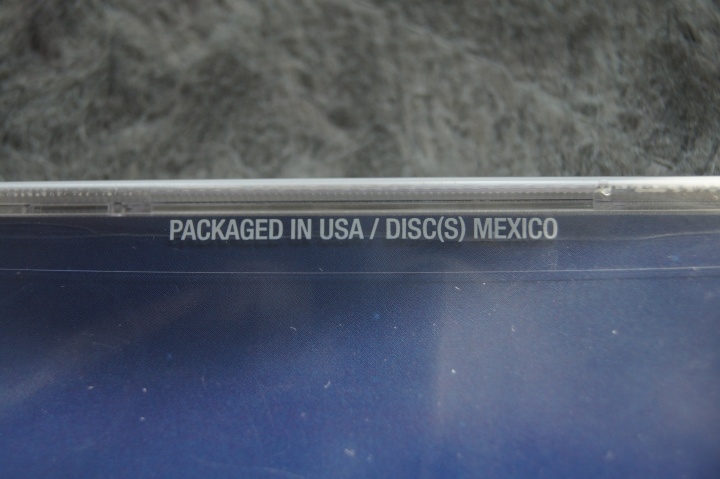 PACKAGED IN USA / DISC(S) MEXICO